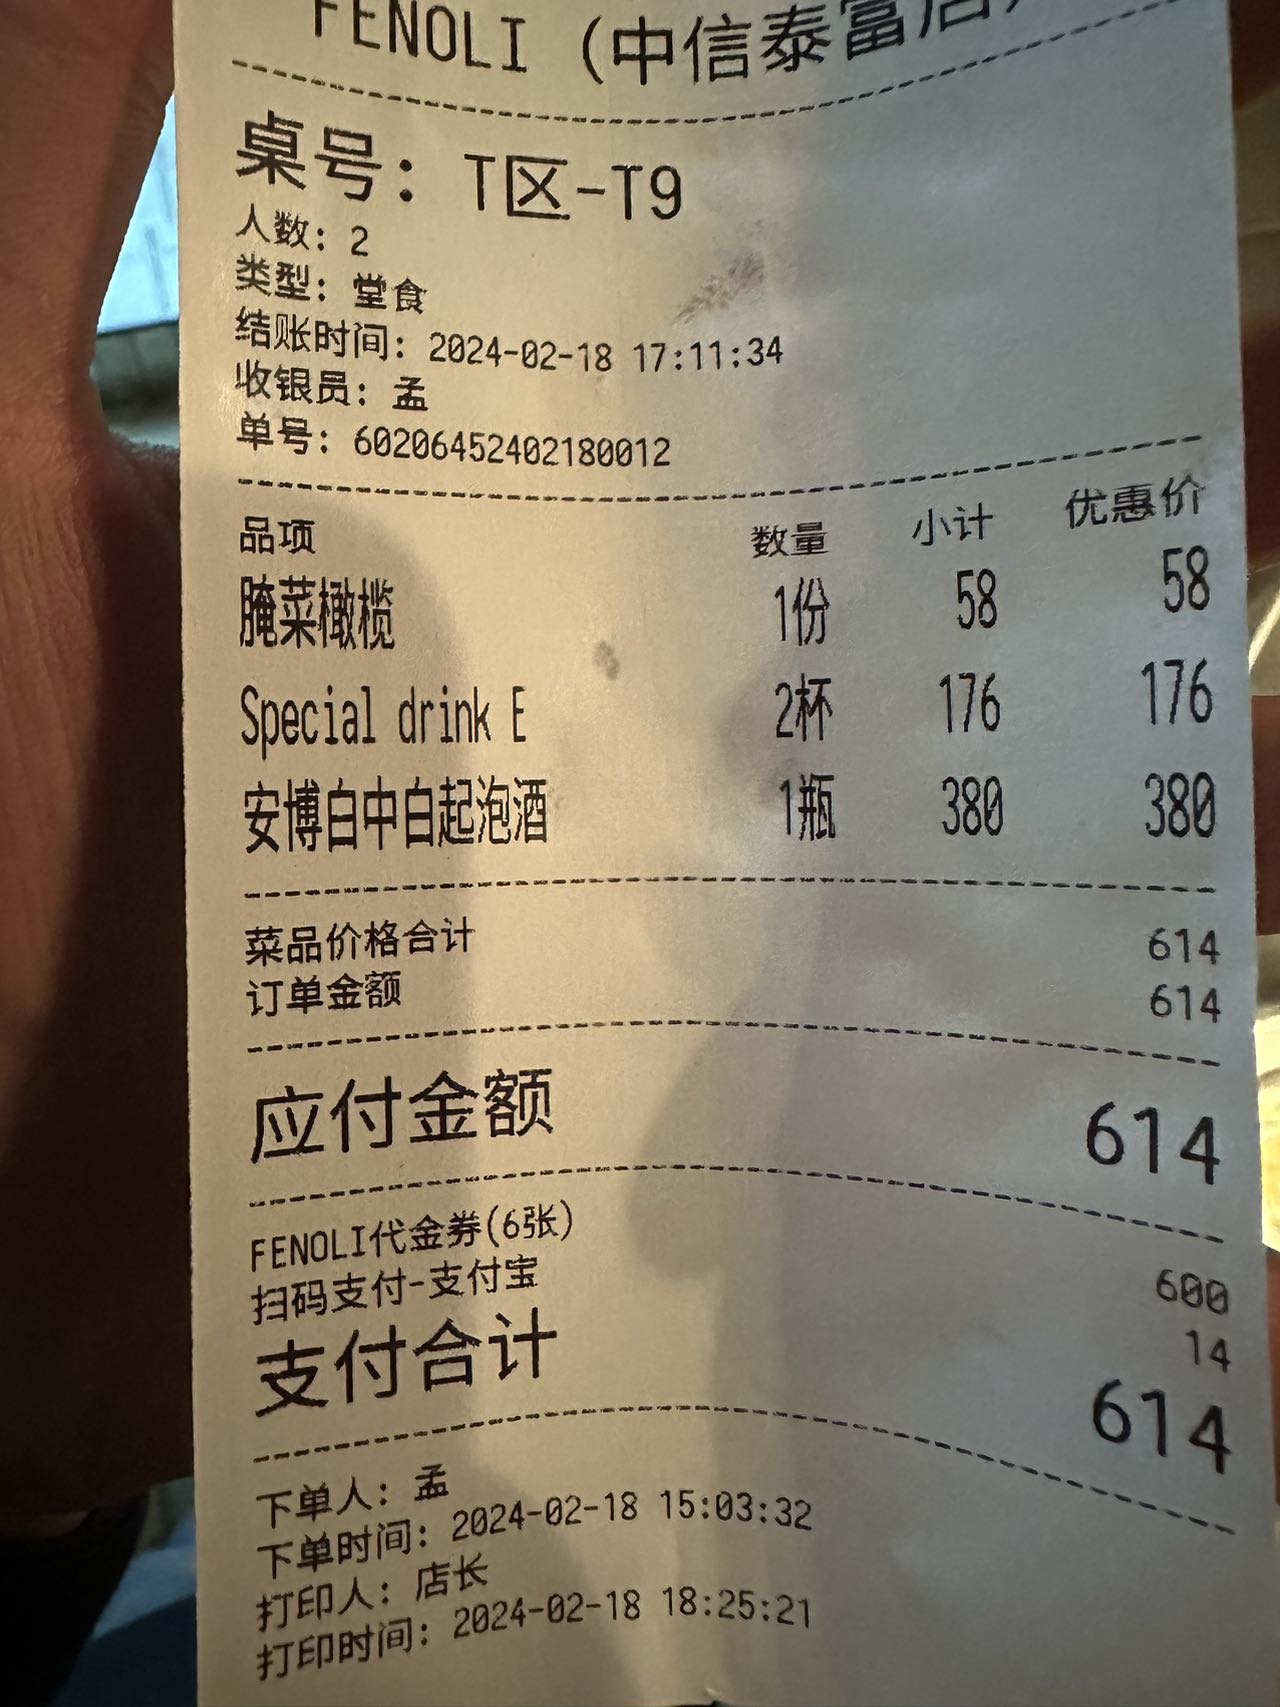 FENOLI (中信泰富店)
桌号: T区-T9
人数: 2
类型: 堂食
结账时间: 2024-02-18 17:11:34
收银员: 孟
单号: 60206452402180012
品项 数量 小计 优惠价
腌菜橄榄 1份 58 58
Special drink E 2杯 176 176
安博白中白起泡酒 1瓶 380 380
菜品价格合计 614
订单金额 614
应付金额 614
FENOLI代金券(6张) 600
扫码支付-支付宝 14
支付合计 614
下单人: 孟
下单时间: 2024-02-18 15:03:32
打印人: 店长
打印时间: 2024-02-18 18:25:21